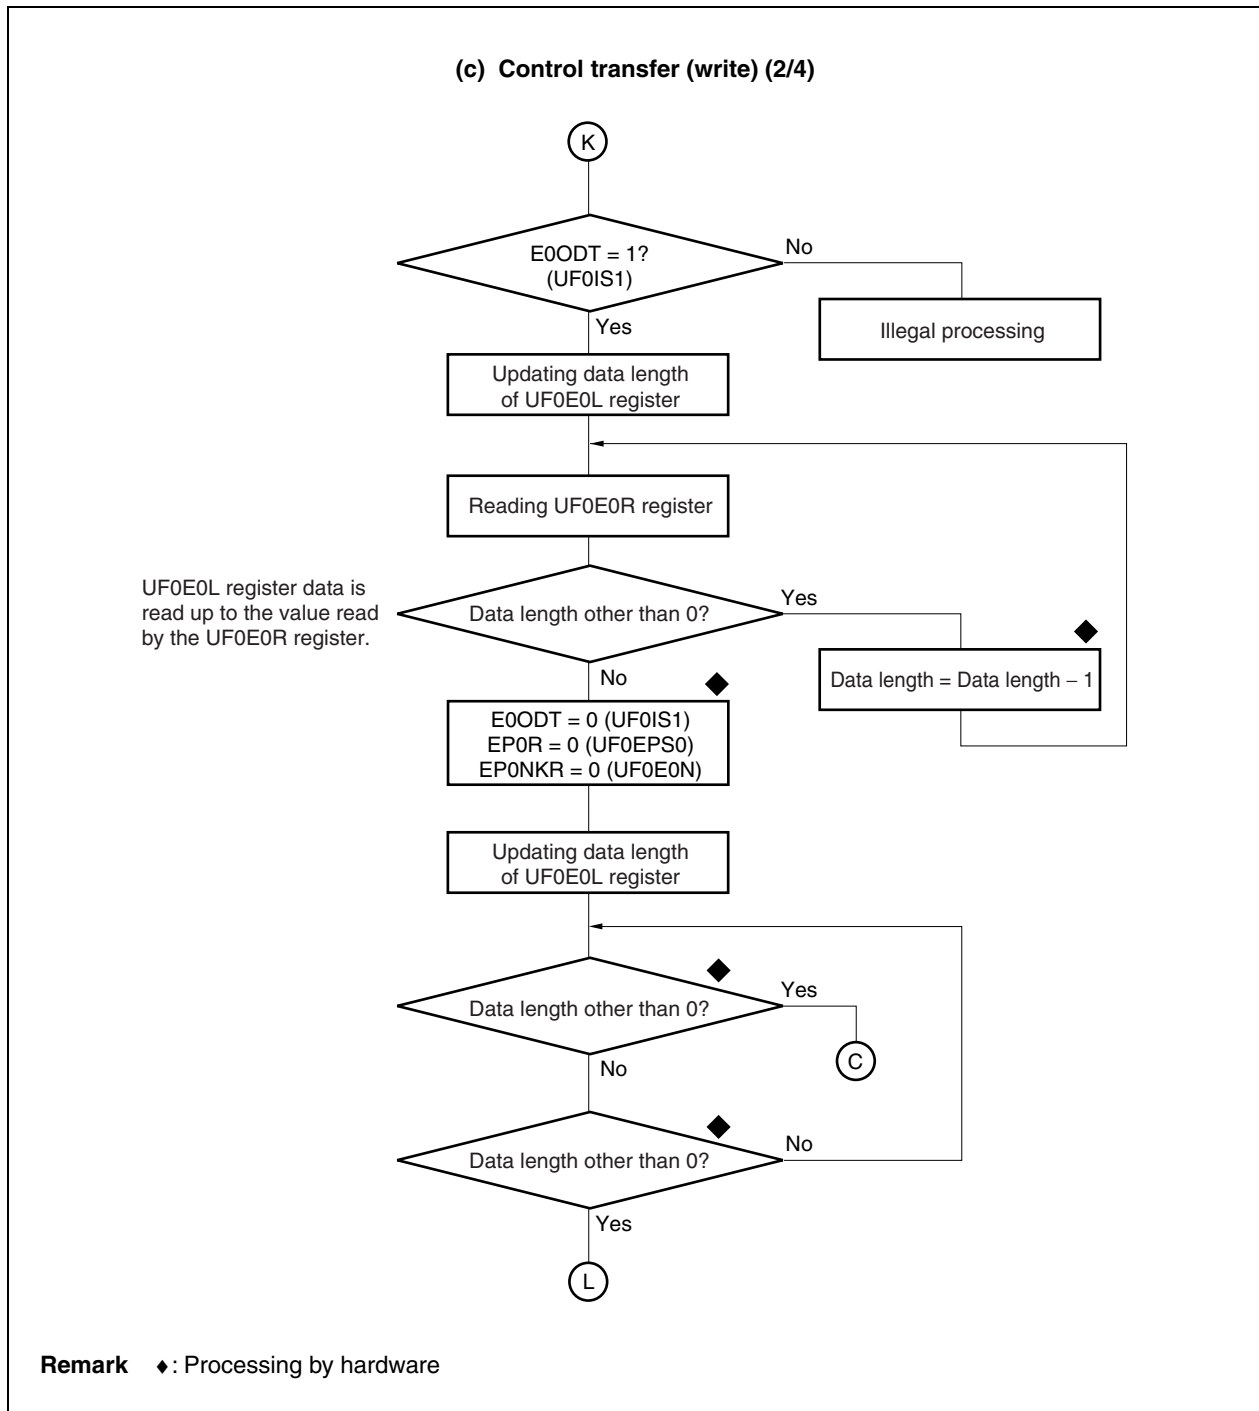 (c) Control transfer (write) (2/4)
K
E0ODT = 1?
(UF0IS1)
No
Illegal processing
Yes
Updating data length
of UF0E0L register
Reading UF0E0R register
UF0E0L register data is
read up to the value read
by the UF0E0R register.
Data length other than 0?
Yes
Data length = Data length − 1
No
E0ODT = 0 (UF0IS1)
EP0R = 0 (UF0EPS0)
EP0NKR = 0 (UF0E0N)
Updating data length
of UF0E0L register
Data length other than 0?
Yes
C
No
Data length other than 0?
No
Yes
L
Remark ♦: Processing by hardware